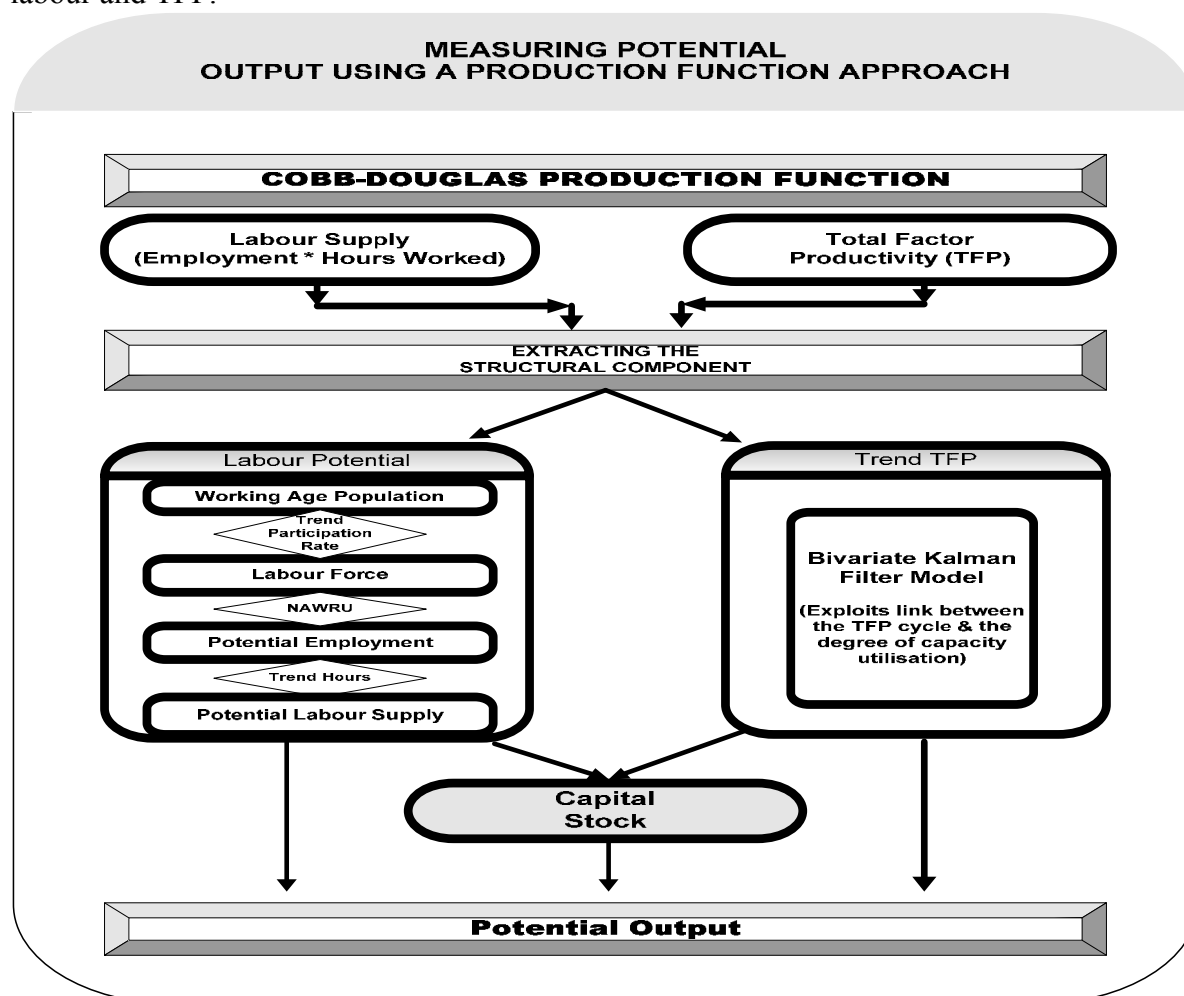 labour and TFP.
MEASURING POTENTIAL
OUTPUT USING A PRODUCTION FUNCTION APPROACH
COBB-DOUGLAS PRODUCTION FUNCTION
Labour Supply
(Employment * Hours Worked)
Total Factor
Productivity (TFP)
EXTRACTING THE
STRUCTURAL COMPONENT
Labour Potential
Working Age Population
Trend
Participation
Rate
Labour Force
NAWRU
Potential Employment
Trend Hours
Potential Labour Supply
Trend TFP
Bivariate Kalman
Filter Model
(Exploits link between
the TFP cycle & the
degree of capacity
utilisation)
Capital
Stock
Potential Output